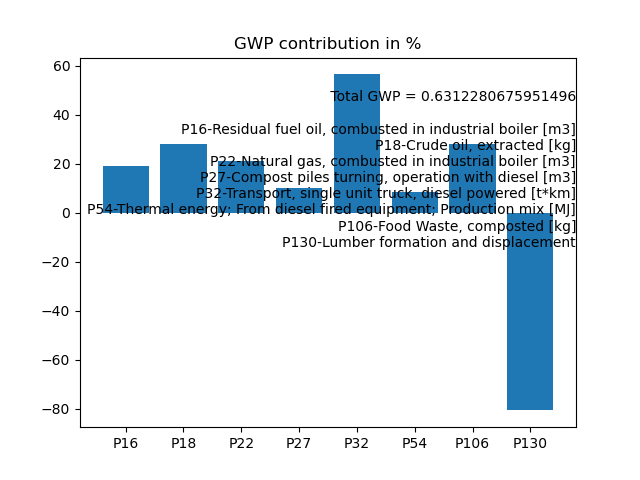 GWP contribution in %
60
Total GWP = 0.6312280675951496
40
P16-Residual fuel oil, combusted in industrial boiler [m3]
P18-Crude oil, extracted [kg]
20
P22-Natural gas, combusted in industrial boiler [m3]
P27-Compost piles turning, operation with diesel [m3]
P32-Transport, single unit truck, diesel powered [t*km]
0
P54-Thermal energy; From diesel fired equipment; Production mix [MJ]
P106-Food Waste, composted [kg]
P130-Lumber formation and displacement
−20
−40
−60
−80
P16 P18 P22 P27 P32 P54 P106 P130